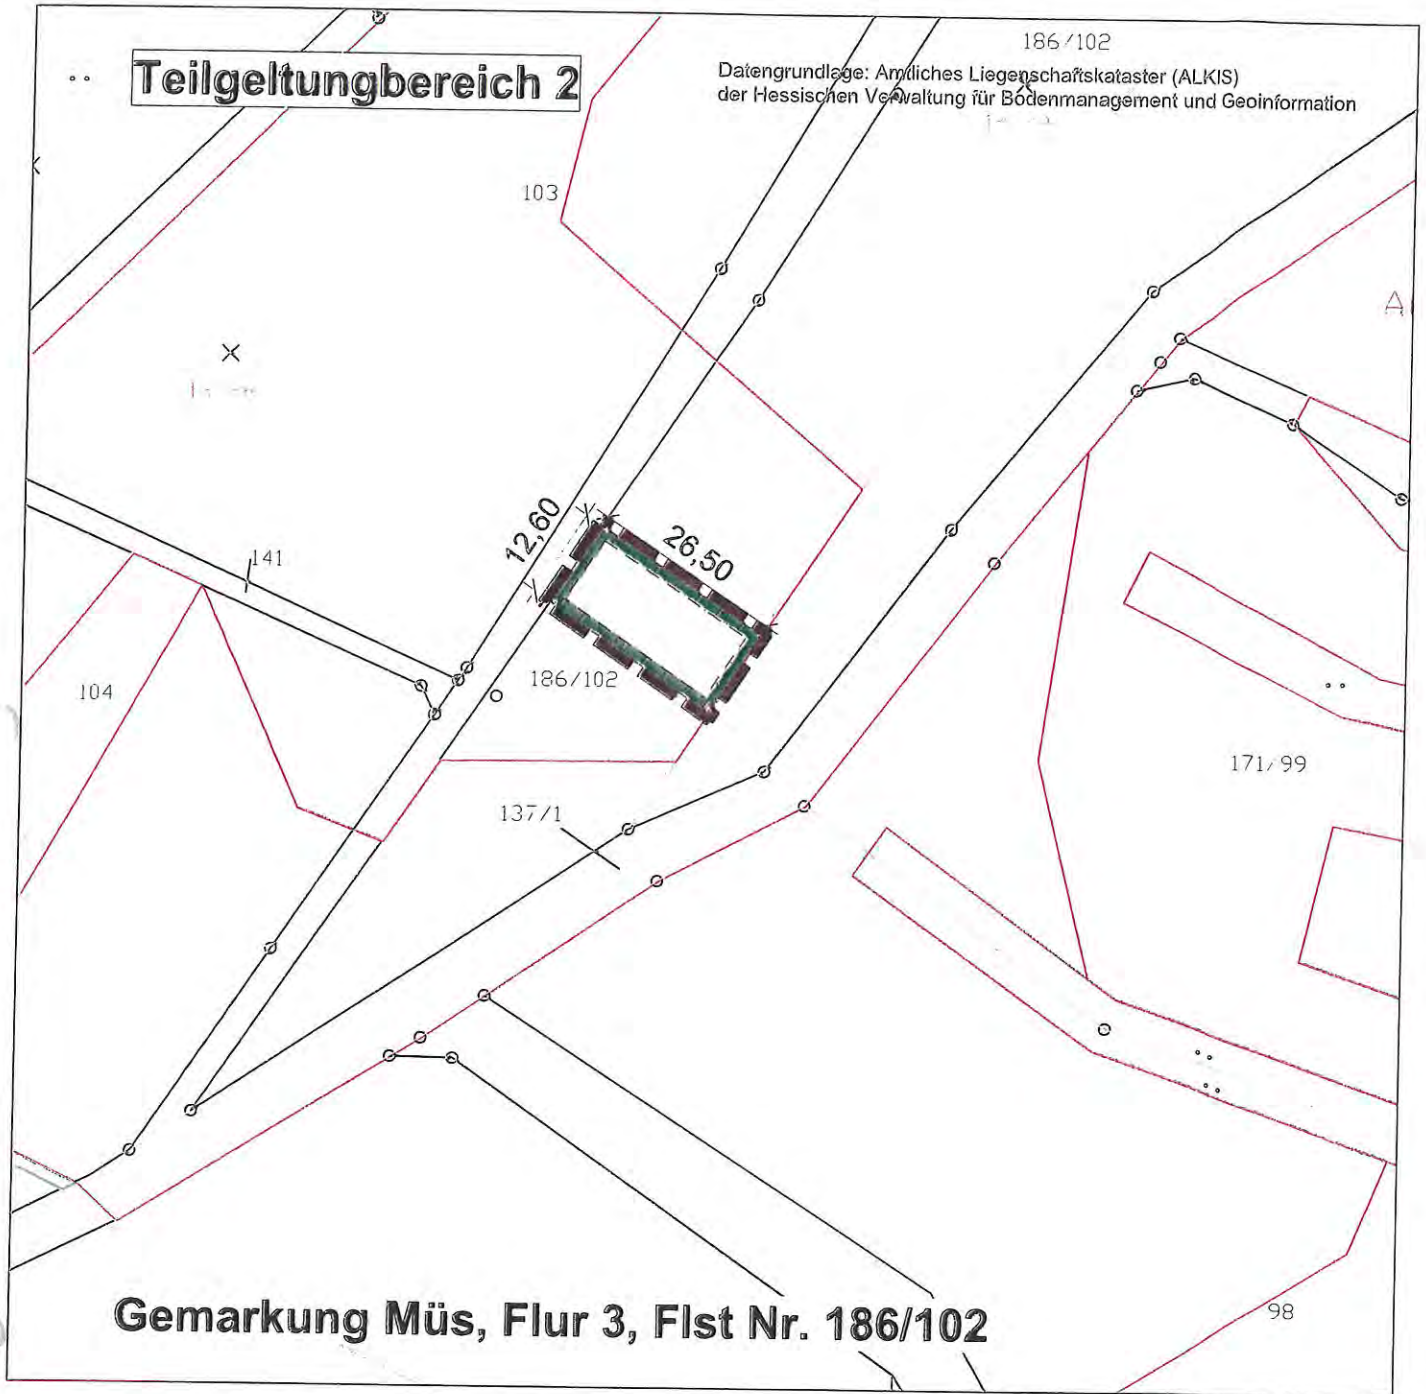 186/102
Teilgeltungbereich 2
Datengrundlage: Amtliches Liegenschaftskataster (ALKIS)
der Hessischen Verwaltung für Bodenmanagement und Geoinformation
103
A
12,60
26,50
141
186/102
104
171/99
137/1
98
Gemarkung Müs, Flur 3, Flst Nr. 186/102